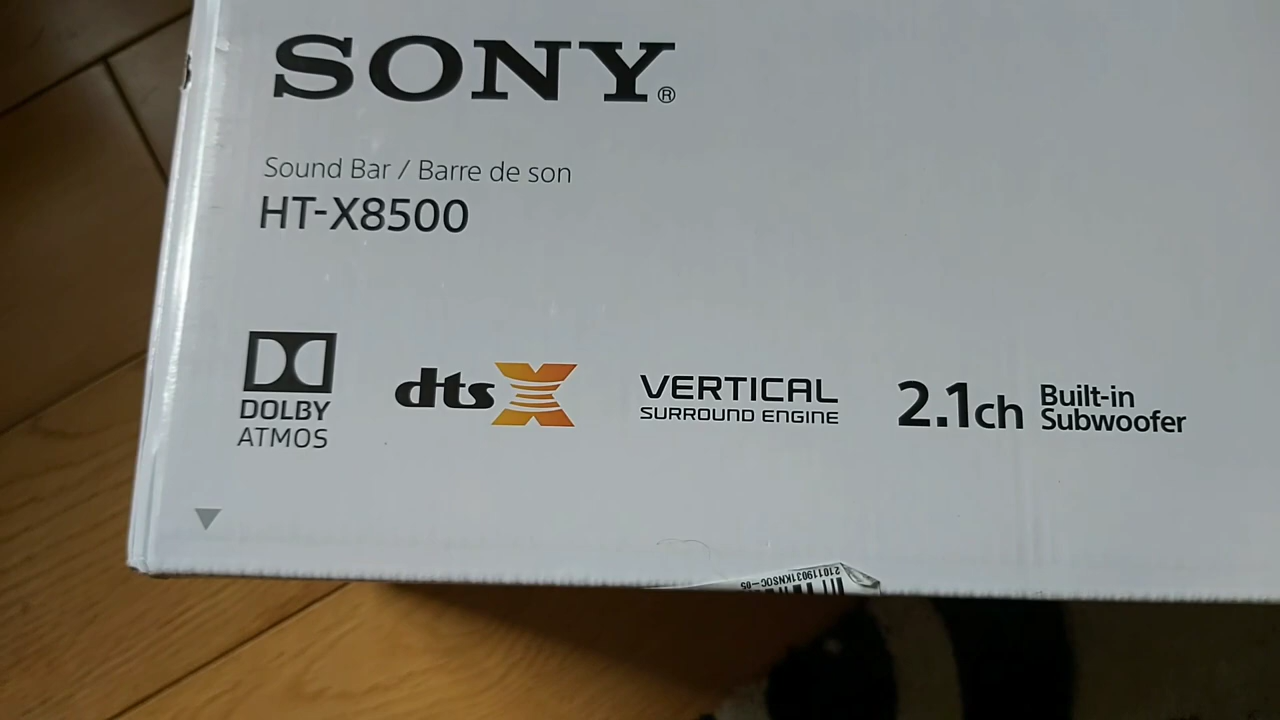 SONY®
Sound Bar / Barre de son
HT-X8500
DOLBY
ATMOS
dts X
VERTICAL
SURROUND ENGINE
2.1ch Built-in
Subwoofer